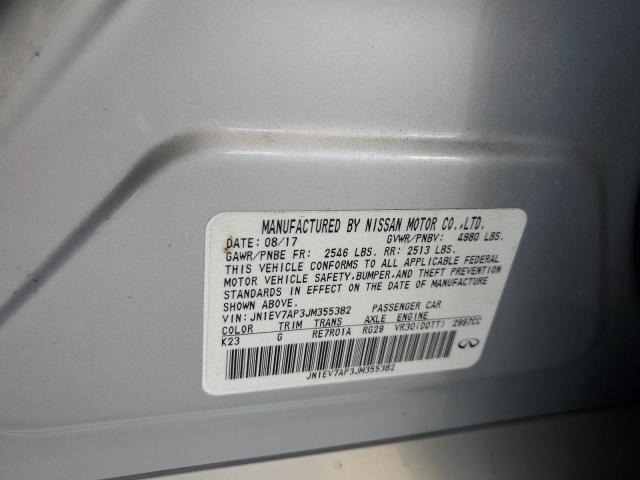 MANUFACTURED BY NISSAN MOTOR CO.,LTD.
DATE: 08/17 GVWR/PNBV: 4980 LBS.
GAWR/PNBE FR: 2546 LBS. RR: 2513 LBS.
THIS VEHICLE CONFORMS TO ALL APPLICABLE FEDERAL
MOTOR VEHICLE SAFETY, BUMPER, AND THEFT PREVENTION
STANDARDS IN EFFECT ON THE DATE OF MANUFACTURE
SHOWN ABOVE.
VIN: JN1EV7AP3JM355382 PASSENGER CAR
COLOR TRIM TRANS AXLE ENGINE
K23 G RE7R01A RG29 VR30(DDTT) 2997CC
JN1EV7AP3JM355382